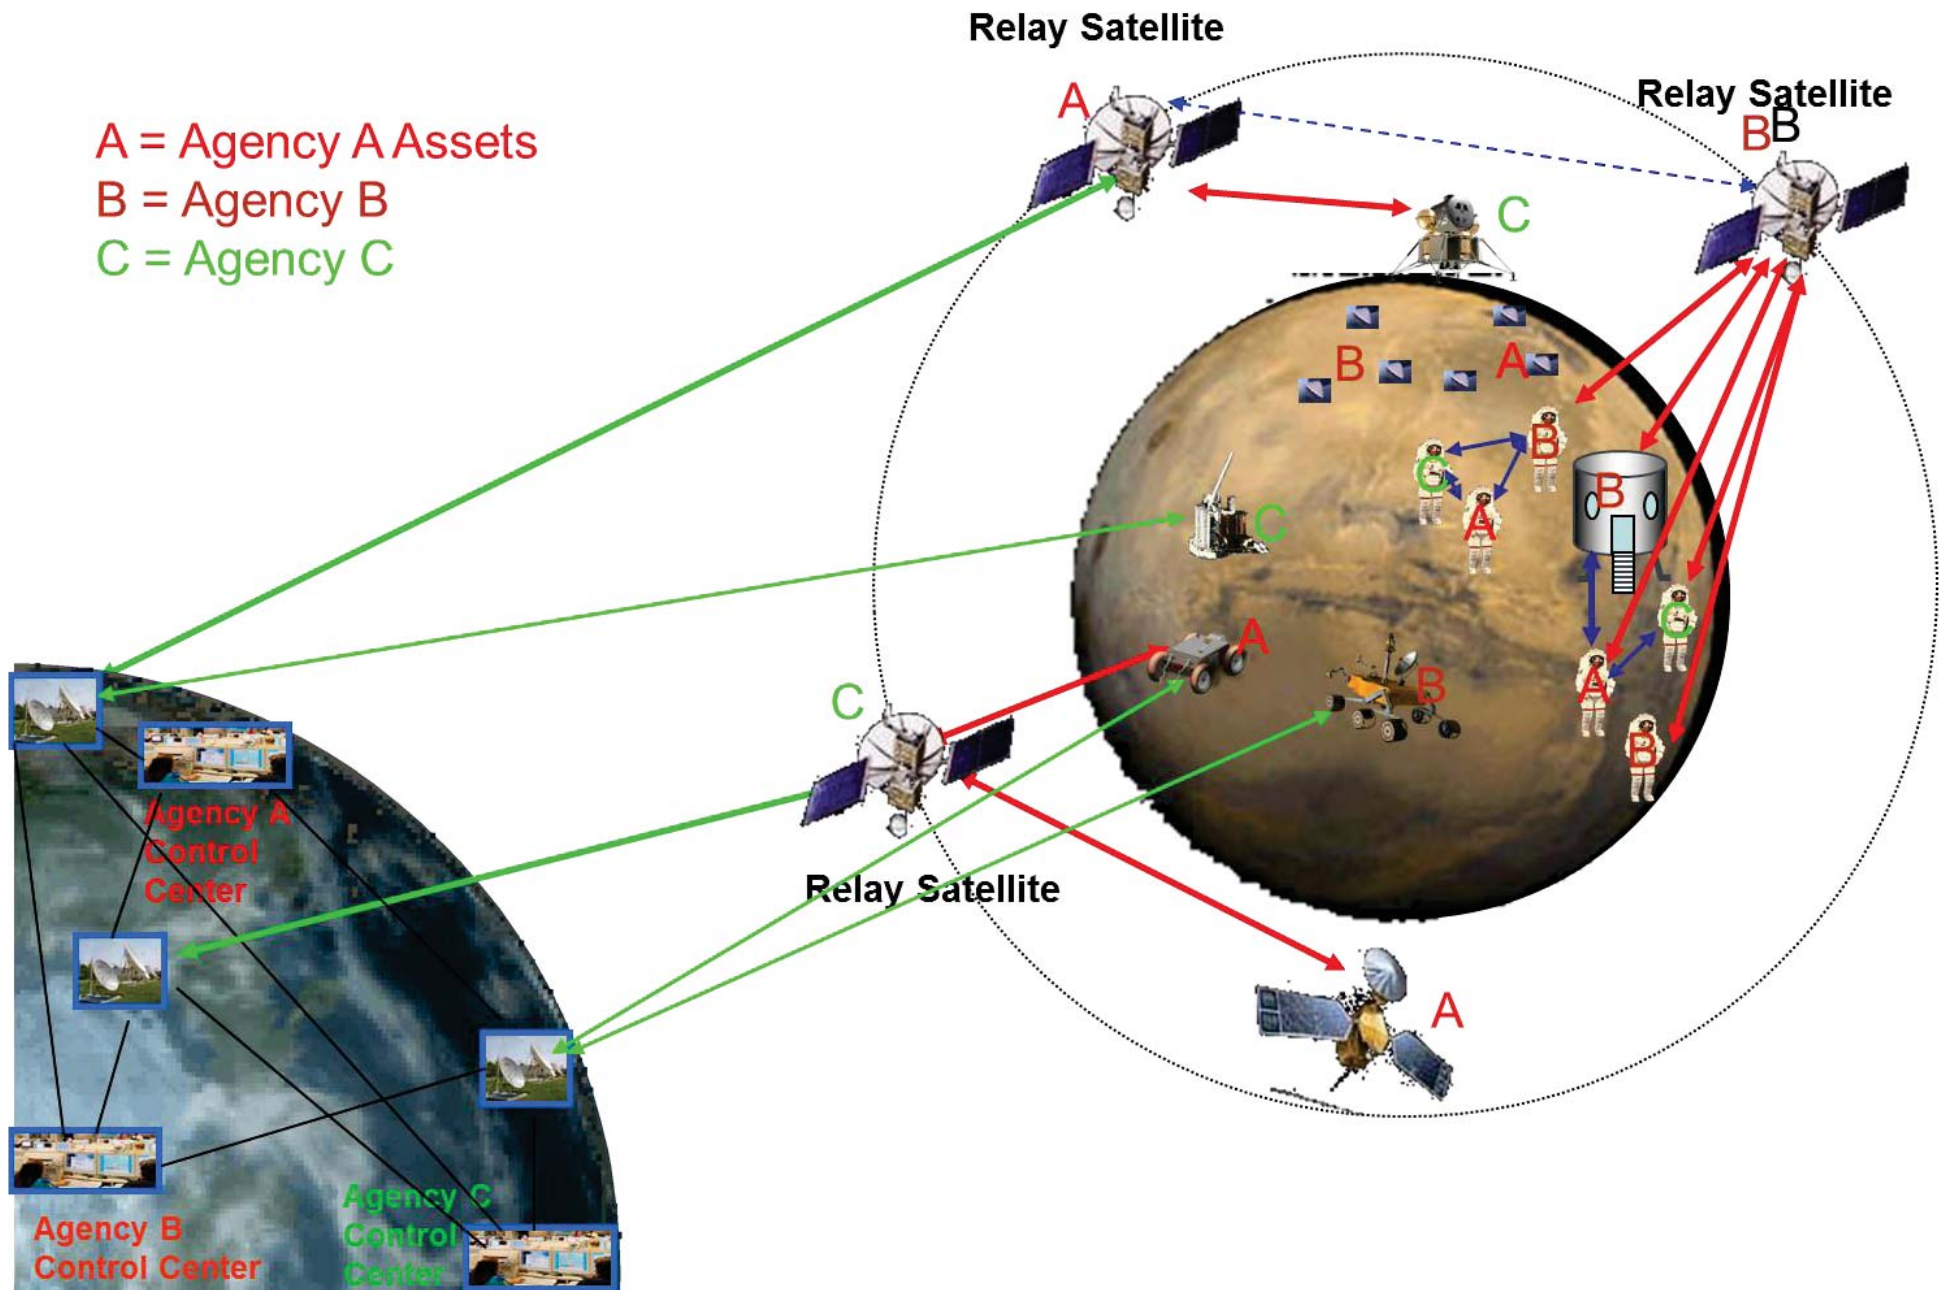 Relay Satellite
Relay Satellite
A
B
B
A = Agency A Assets
B = Agency B
C = Agency C
C
B
A
B
C
B
C
A
C
A
C
A
B
C
A
B
Agency A
Control
Center
Relay Satellite
A
Agency B
Control Center
Agency C
Control
Center